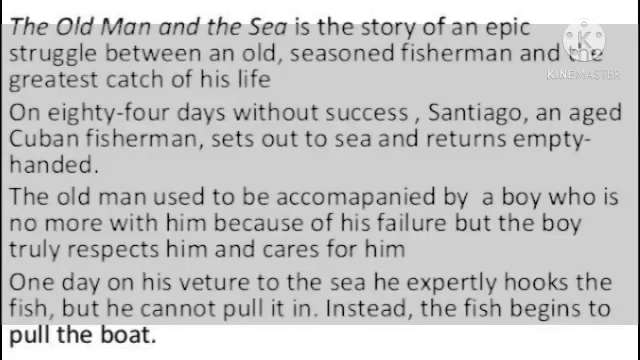 The Old Man and the Sea is the story of an epic
struggle between an old, seasoned fisherman and the
greatest catch of his life
On eighty-four days without success , Santiago, an aged
Cuban fisherman, sets out to sea and returns empty-
handed.
The old man used to be accomapanied by a boy who is
no more with him because of his failure but the boy
truly respects him and cares for him
One day on his veture to the sea he expertly hooks the
fish, but he cannot pull it in. Instead, the fish begins to
pull the boat.
K
KINEMASTER